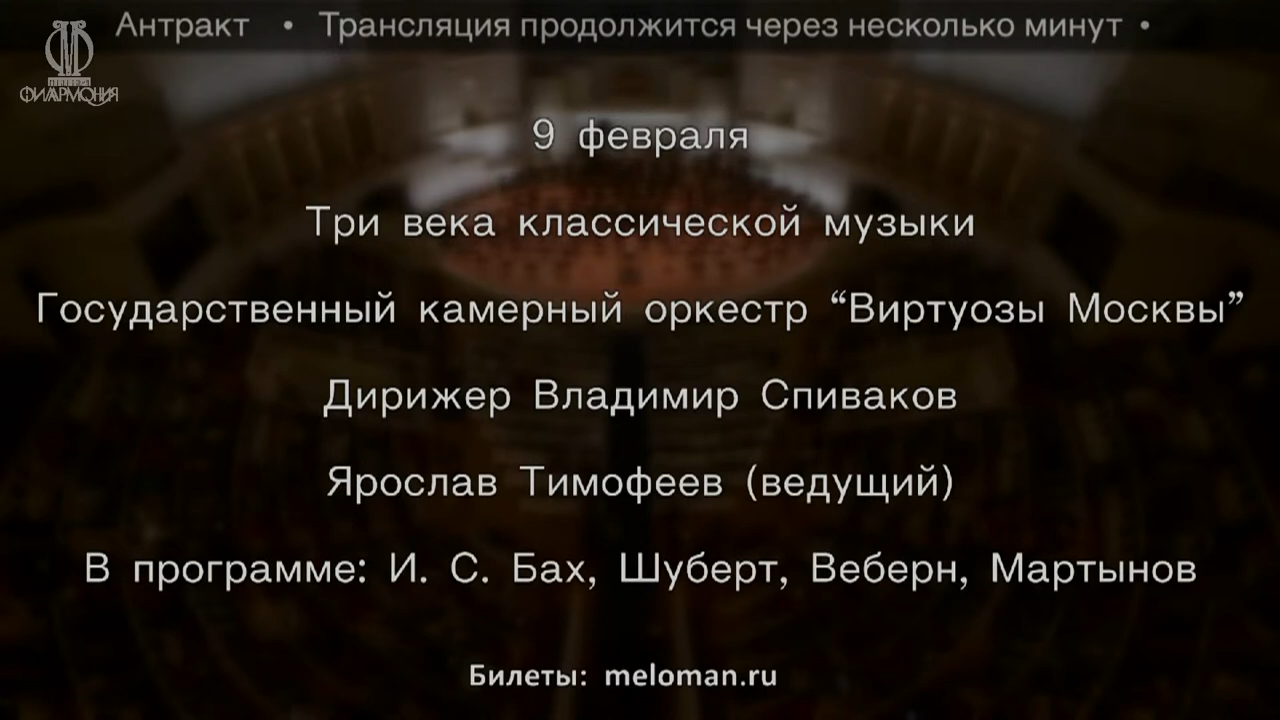 Антракт • Трансляция продолжится через несколько минут •
ФИЛАРМОНИЯ
9 февраля
Три века классической музыки
Государственный камерный оркестр “Виртуозы Москвы”
Дирижер Владимир Спиваков
Ярослав Тимофеев (ведущий)
В программе: И. С. Бах, Шуберт, Веберн, Мартынов
Билеты: meloman.ru